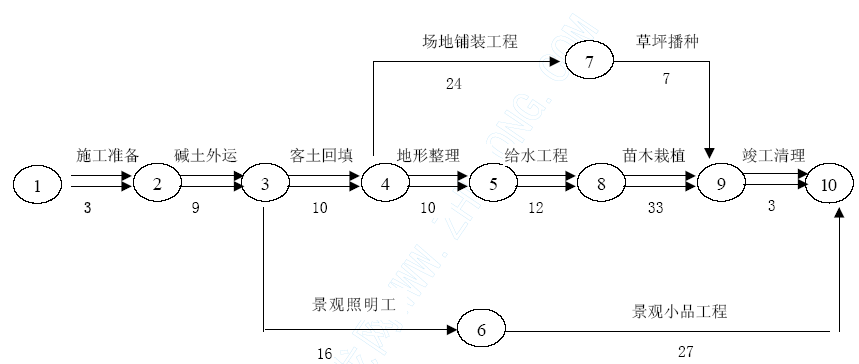 场地铺装工程
7
草坪播种
24
7
施工准备
碱土外运
客土回填
地形整理
给水工程
苗木栽植
竣工清理
1
2
3
4
5
8
9
10
3
9
10
10
12
33
3
景观照明工
6
景观小品工程
16
27